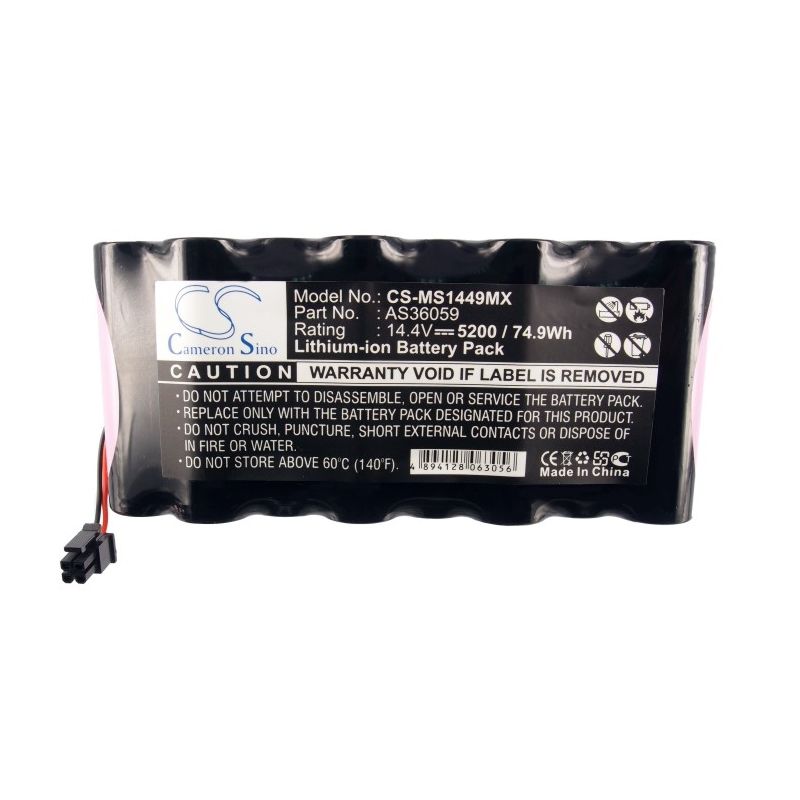 CS
Cameron Sino
Model No.: CS-MS1449MX
Part No. : AS36059
Rating : 14.4V 5200 / 74.9Wh
Lithium-ion Battery Pack
CAUTION WARRANTY VOID IF LABEL IS REMOVED
• DO NOT ATTEMPT TO DISASSEMBLE, OPEN OR SERVICE THE BATTERY PACK.
• REPLACE ONLY WITH THE BATTERY PACK DESIGNATED FOR THIS PRODUCT.
• DO NOT CRUSH, PUNCTURE, SHORT EXTERNAL CONTACTS OR DISPOSE OF
IN FIRE OR WATER.
• DO NOT STORE ABOVE 60°C (140°F).
4 894128 063056
CE
Made In China